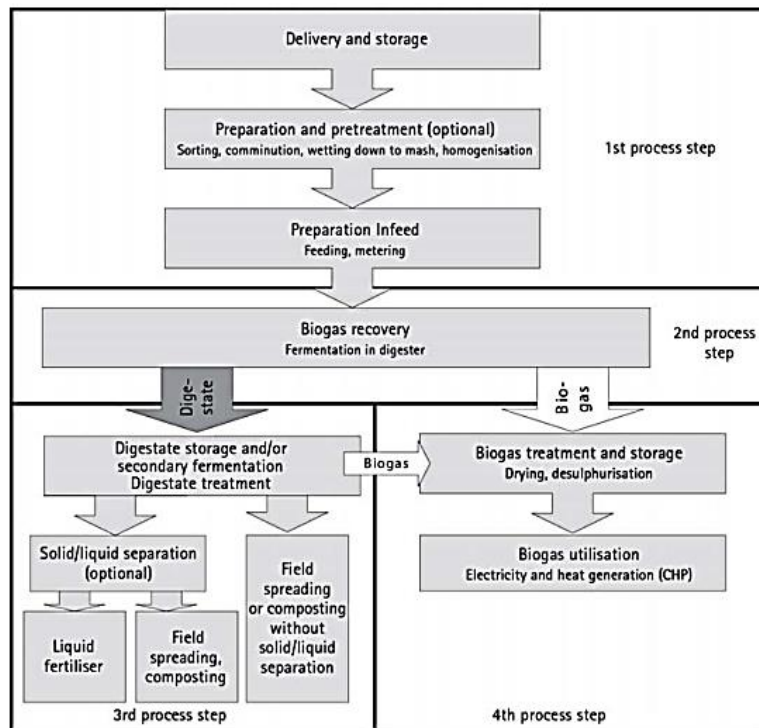 Delivery and storage
Preparation and pretreatment (optional)
Sorting, comminution, wetting down to mash, homogenisation
1st process step
Preparation Infeed
Feeding, metering
Biogas recovery
Fermentation in digester
2nd process
step
Dige-
state
Bio-
gas
Digestate storage and/or
secondary fermentation
Digestate treatment
Biogas
Biogas treatment and storage
Drying, desulphurisation
Solid/liquid separation
(optional)
Field
spreading
or composting
without
solid/liquid
separation
Biogas utilisation
Electricity and heat generation (CHP)
Liquid
fertiliser
Field
spreading,
composting
3rd process step
4th process step